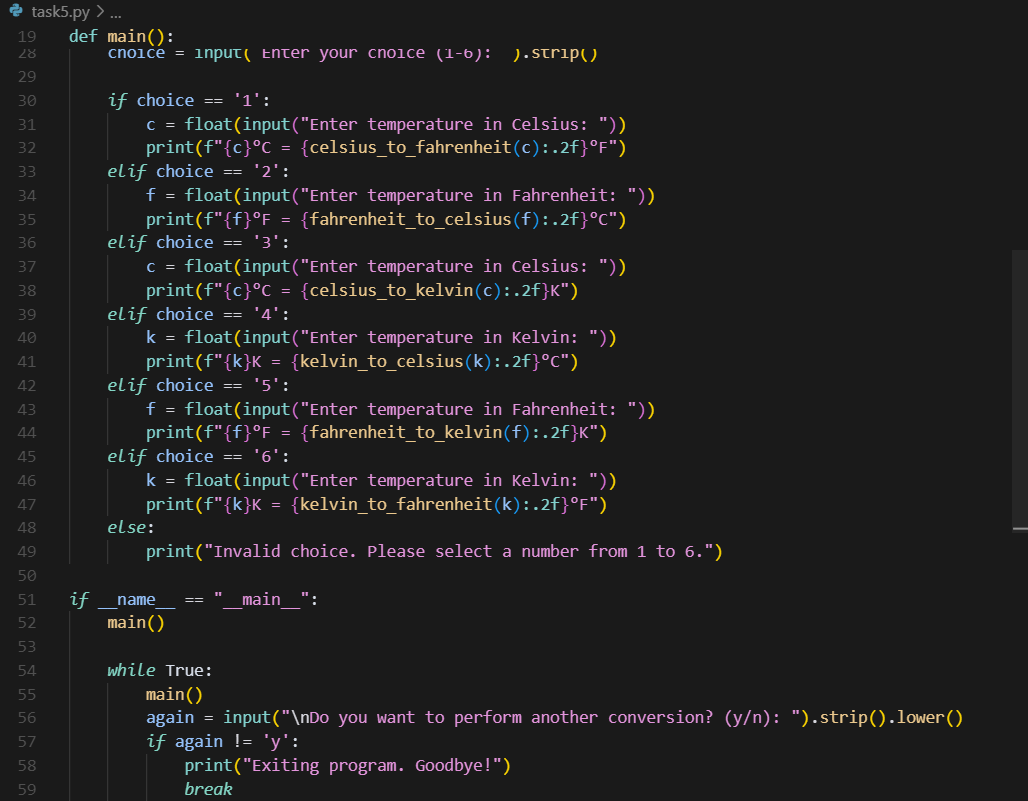 task5.py > ...
19 def main():
28     choice = input( Enter your choice (1-6):  ).strip()
29
30     if choice == '1':
31         c = float(input("Enter temperature in Celsius: "))
32         print(f"{c}°C = {celsius_to_fahrenheit(c):.2f}°F")
33     elif choice == '2':
34         f = float(input("Enter temperature in Fahrenheit: "))
35         print(f"{f}°F = {fahrenheit_to_celsius(f):.2f}°C")
36     elif choice == '3':
37         c = float(input("Enter temperature in Celsius: "))
38         print(f"{c}°C = {celsius_to_kelvin(c):.2f}K")
39     elif choice == '4':
40         k = float(input("Enter temperature in Kelvin: "))
41         print(f"{k}K = {kelvin_to_celsius(k):.2f}°C")
42     elif choice == '5':
43         f = float(input("Enter temperature in Fahrenheit: "))
44         print(f"{f}°F = {fahrenheit_to_kelvin(f):.2f}K")
45     elif choice == '6':
46         k = float(input("Enter temperature in Kelvin: "))
47         print(f"{k}K = {kelvin_to_fahrenheit(k):.2f}°F")
48     else:
49         print("Invalid choice. Please select a number from 1 to 6.")
50
51 if __name__ == "__main__":
52     main()
53
54     while True:
55         main()
56         again = input("\nDo you want to perform another conversion? (y/n): ").strip().lower()
57         if again != 'y':
58             print("Exiting program. Goodbye!")
59             break